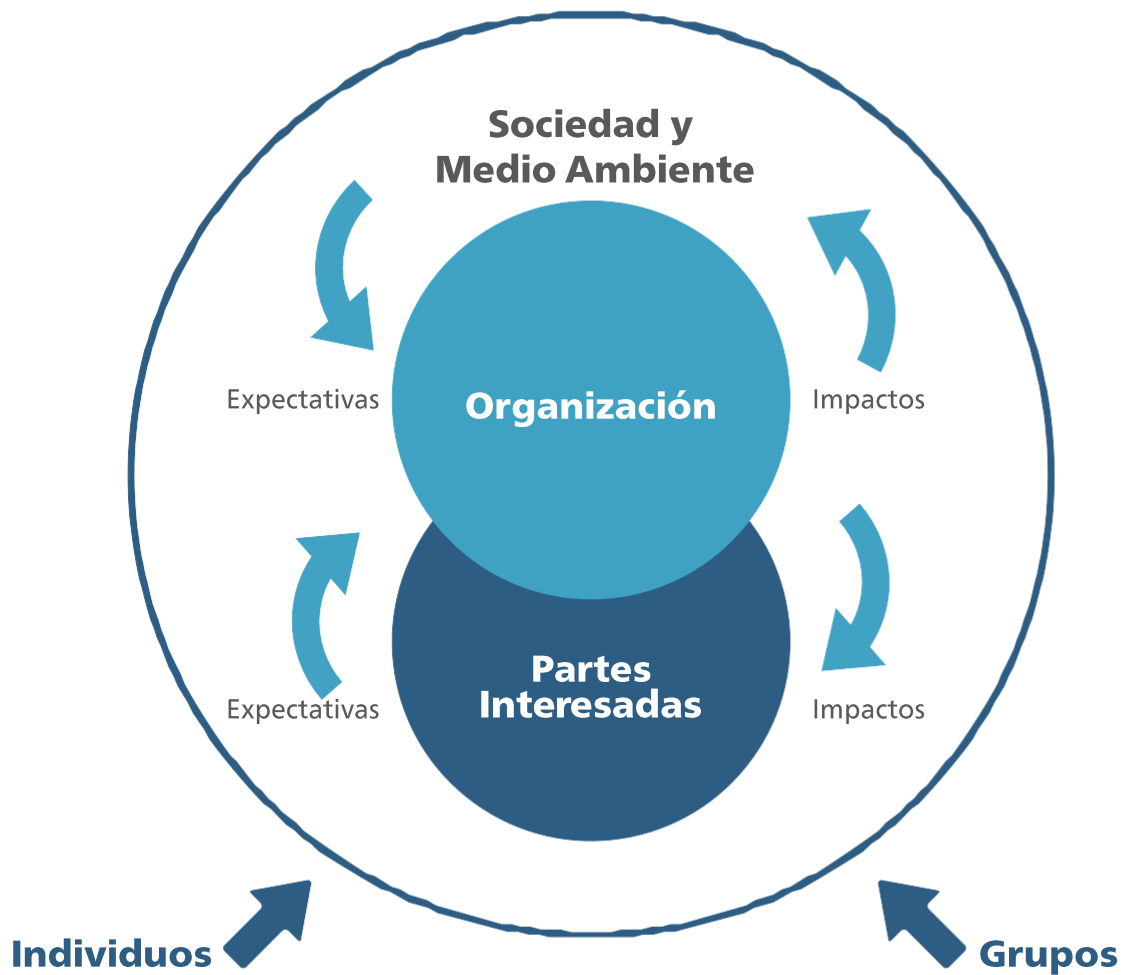 Sociedad y
Medio Ambiente
Expectativas
Organización
Impactos
Partes
Interesadas
Expectativas
Impactos
Individuos
Grupos